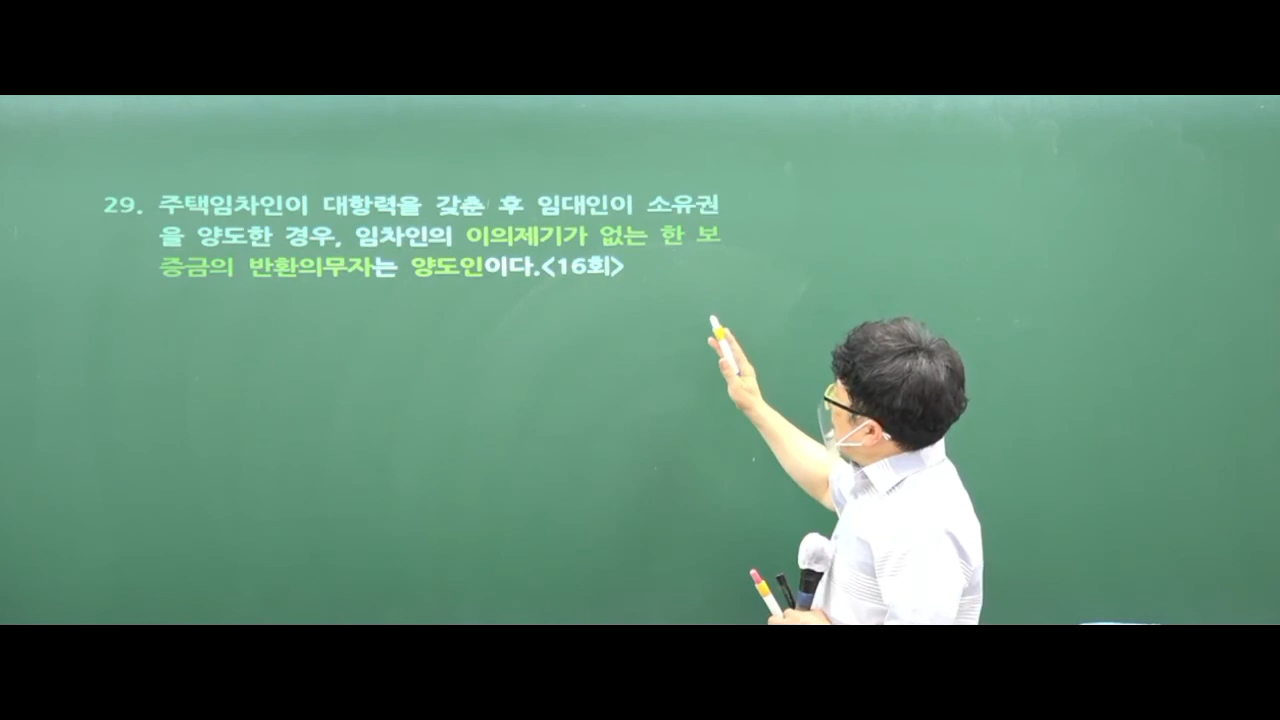 29. 주택임차인이 대항력을 갖춘 후 임대인이 소유권
을 양도한 경우, 임차인의 이의제기가 없는 한 보
증금의 반환의무자는 양도인이다.<16회>